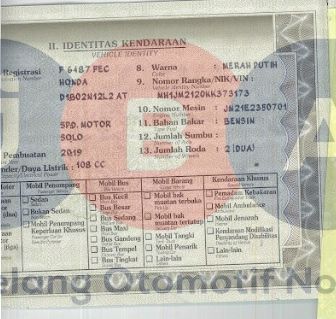 II. IDENTITAS KENDARAAN
VEHICLE IDENTITY
Registrasi F 6487 FEC 8. Warna : MERAH PUTIH
HONDA 9. Nomor Rangka/NIK/VIN :
D1B02N12L2 AT MH1JM2120KK373173
10. Nomor Mesin : JM21E2350701
SPD.MOTOR 11. Bahan Bakar : BENSIN
SOLO 12. Jumlah Sumbu :
Pembuatan 2019 13. Jumlah Roda : 2 (DUA)
nder/Daya Listrik : 108 CC
Mobil Penumpang Mobil Bus Mobil Barang Kendaraan Khusus
Sedan Bus Kecil Mobil bak muatan terbuka Pemadam Kebakaran
Bukan Sedan Bus Besar Mobil bak muatan tertutup Mobil Ambulance
Mobil Penumpang Keperluan Khusus Bus Sedang Mobil Tangki Mobil Jenazah
Bus Maxi Mobil Penarik Kendaraan Modifikasi Penyandang Disabilitas
Bus Gandeng Lain-lain Lain-lain
Bus Tempel
Bus Tingkat
elang Otomotif No